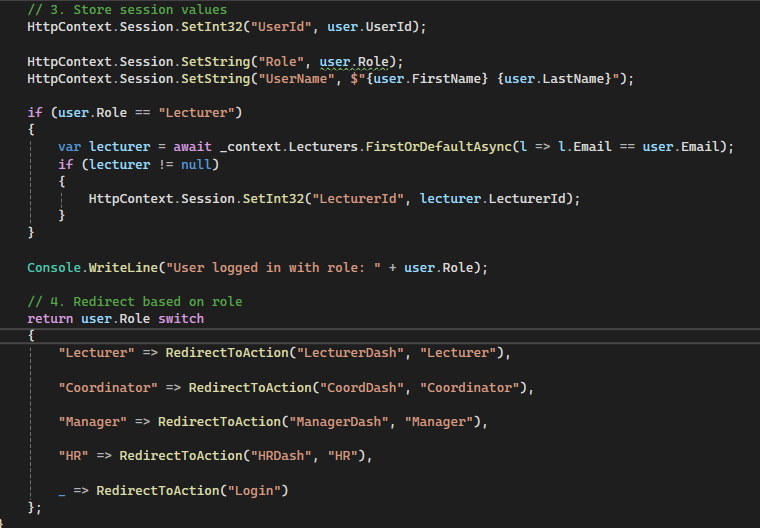 // 3. Store session values
HttpContext.Session.SetInt32("UserId", user.UserId);
HttpContext.Session.SetString("Role", user.Role);
HttpContext.Session.SetString("UserName", $"{user.FirstName} {user.LastName}");
if (user.Role == "Lecturer")
{
var lecturer = await _context.Lecturers.FirstOrDefaultAsync(l => l.Email == user.Email);
if (lecturer != null)
{
HttpContext.Session.SetInt32("LecturerId", lecturer.LecturerId);
}
}
Console.WriteLine("User logged in with role: " + user.Role);
// 4. Redirect based on role
return user.Role switch
{
"Lecturer" => RedirectToAction("LecturerDash", "Lecturer"),
"Coordinator" => RedirectToAction("CoordDash", "Coordinator"),
"Manager" => RedirectToAction("ManagerDash", "Manager"),
"HR" => RedirectToAction("HRDash", "HR"),
_ => RedirectToAction("Login")
};
}